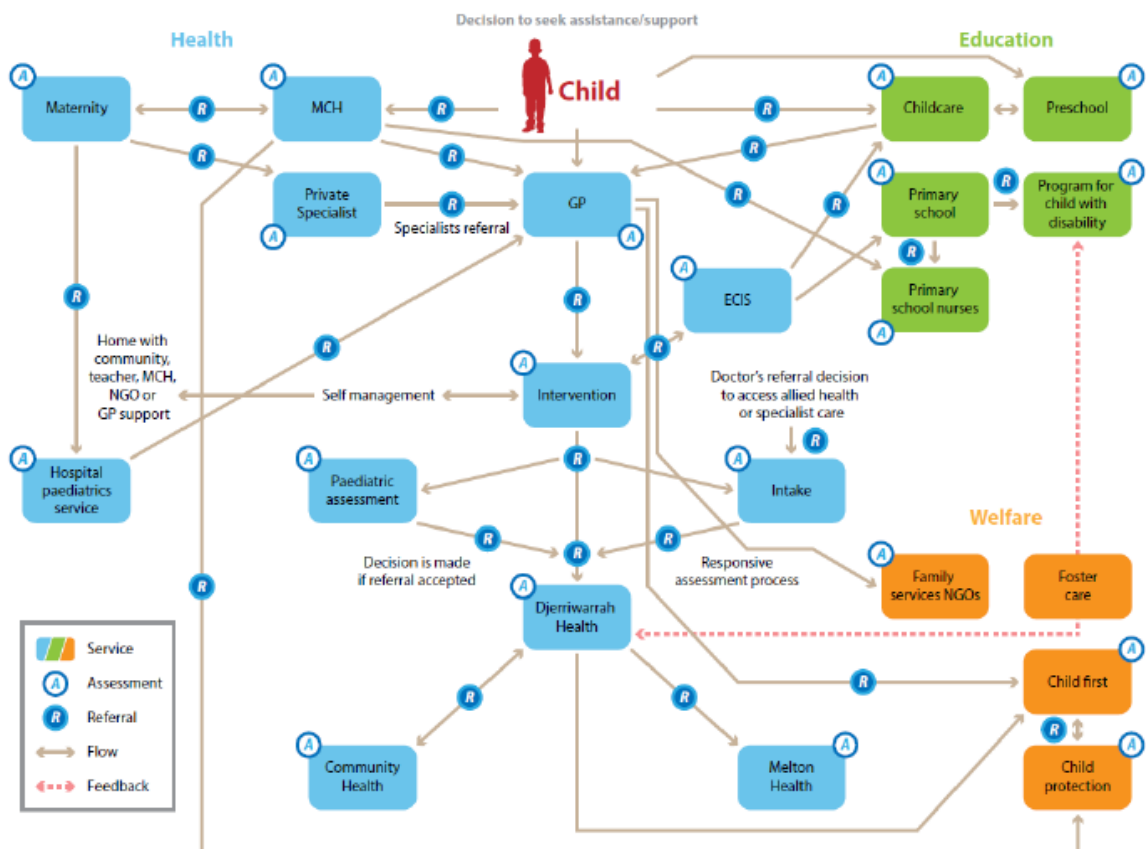 Decision to seek assistance/support
Health
Education
Child
A
Maternity
R
A
MCH
R
R
A
Childcare
Preschool
A
R
R
R
Private
Specialist
A
R
Specialists referral
GP
A
A
Primary
school
R
Program for
child with
disability
A
R
R
R
Primary
school nurses
A
A
ECIS
R
R
R
R
Home with
community,
teacher, MCH,
NGO or
GP support
Self management
A
Intervention
Doctor's referral decision
to access allied health
or specialist care
R
A
Hospital
paediatrics
service
A
Paediatric
assessment
R
A
Intake
Welfare
R
R
R
Decision is made
if referral accepted
Responsive
assessment process
A
Family
services NGOs
Foster
care
R
A
Djerriwarrah
Health
Service
A
Assessment
R
Referral
Flow
Feedback
R
R
R
Child first
A
R
A
Community
Health
Melton
Health
A
Child
protection
A